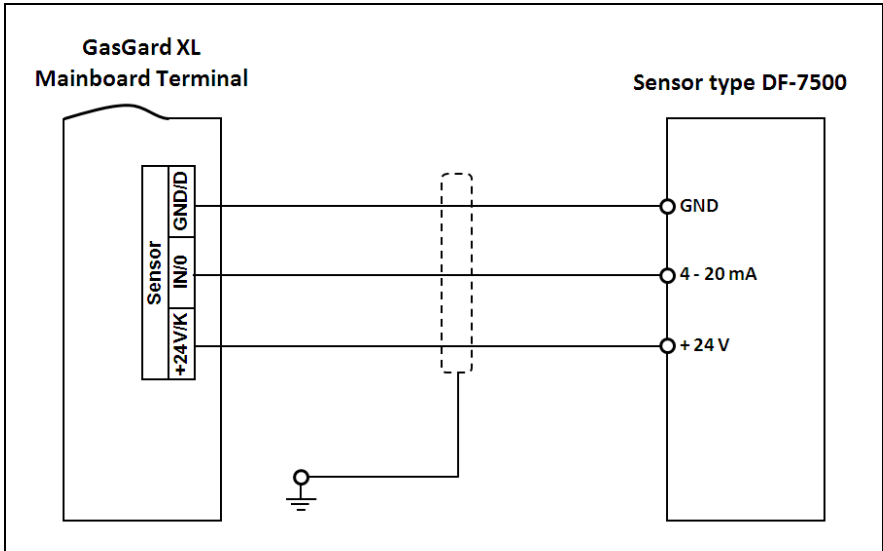 GasGard XL
Mainboard Terminal
Sensor type DF-7500
Sensor
GND/D
IN/0
+24V/K
GND
4 - 20 mA
+ 24 V